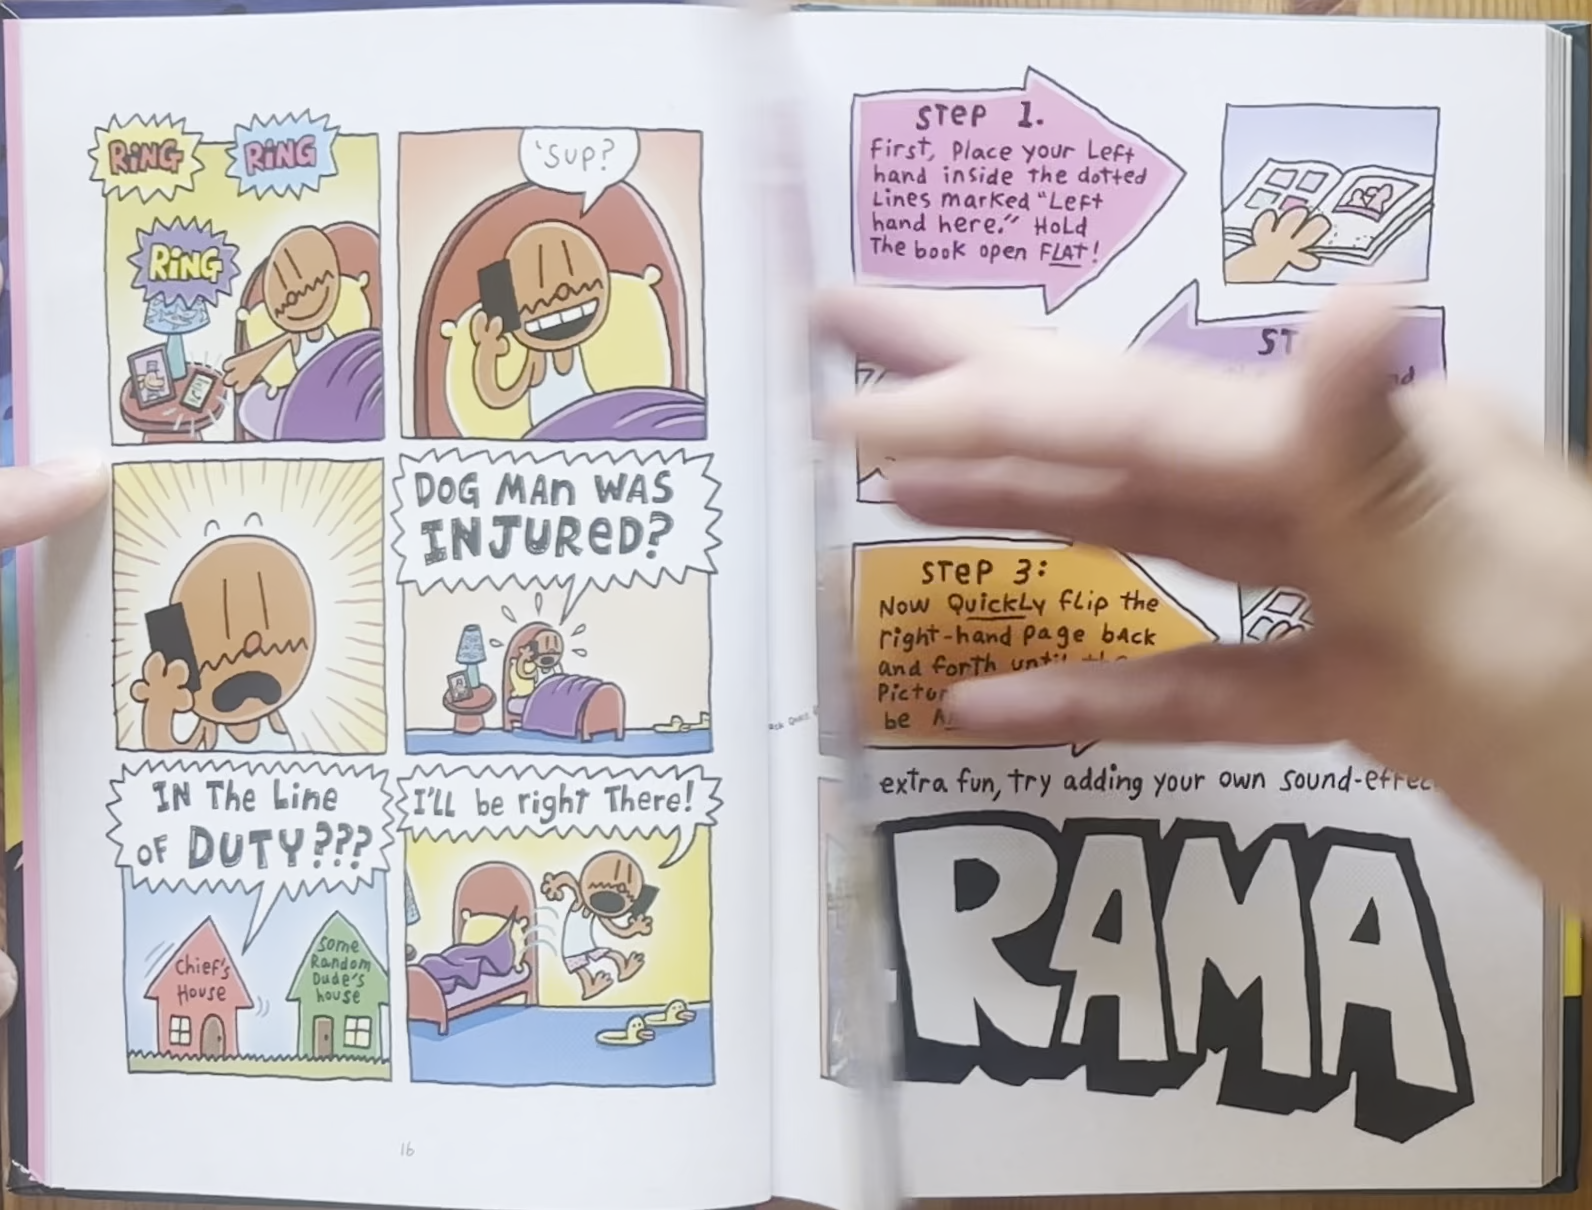 RING
RING
RING
'SUP?
DOG MAN WAS
INJURED?
IN The Line
OF DUTY???
Chief's
House
Some
Random
Dude's
house
I'LL be right There!
16
STEP 1.
First, Place your Left
hand inside the dotted
Lines marked "Left
hand here." HoLd
The book open FLAT!
STEP 3:
Now QuickLy flip the
right-hand page back
and forth until
be
extra fun, try adding your own sound-effec
RAMA